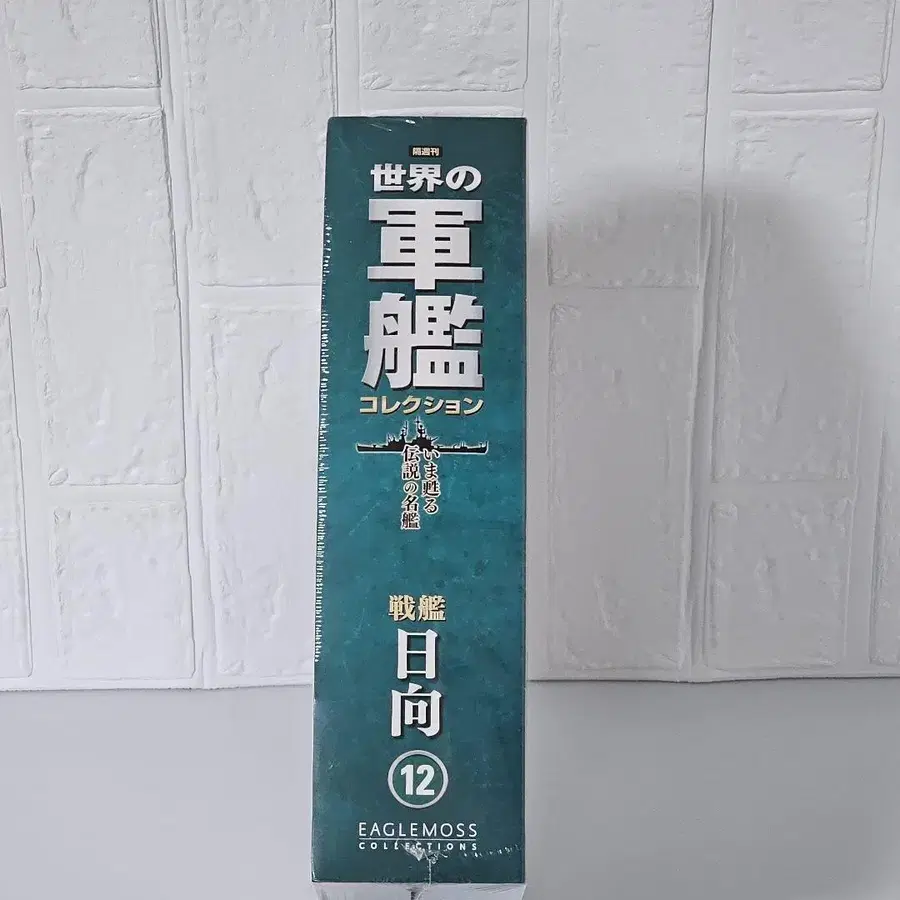 隔週刊
世界の
軍艦
コレクション
いま甦る
伝説の名艦
戦艦
日向
12
EAGLEMOSS
COLLECTIONS